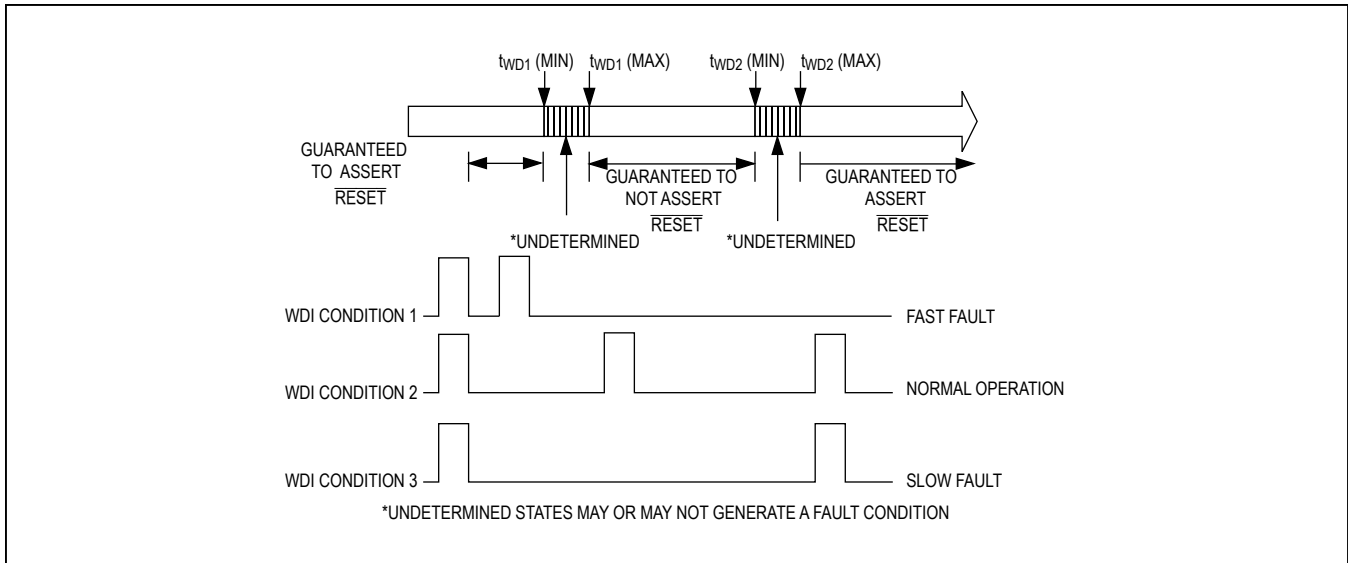 tWD1 (MIN) tWD1 (MAX) tWD2 (MIN) tWD2 (MAX)
GUARANTEED
TO ASSERT
RESET
GUARANTEED TO
NOT ASSERT
RESET
GUARANTEED TO
ASSERT
RESET
*UNDETERMINED *UNDETERMINED
WDI CONDITION 1 FAST FAULT
WDI CONDITION 2 NORMAL OPERATION
WDI CONDITION 3 SLOW FAULT
*UNDETERMINED STATES MAY OR MAY NOT GENERATE A FAULT CONDITION